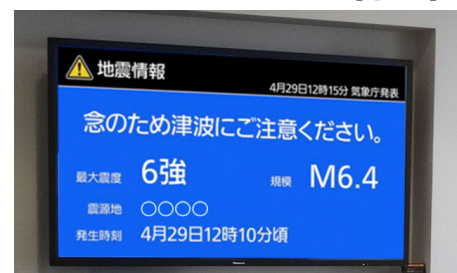 地震情報
4月29日12時15分 気象庁発表
念のため津波にご注意ください。
最大震度 6強 規模 M6.4
震源地 ○○○○
発生時刻 4月29日12時10分頃
Panasonic